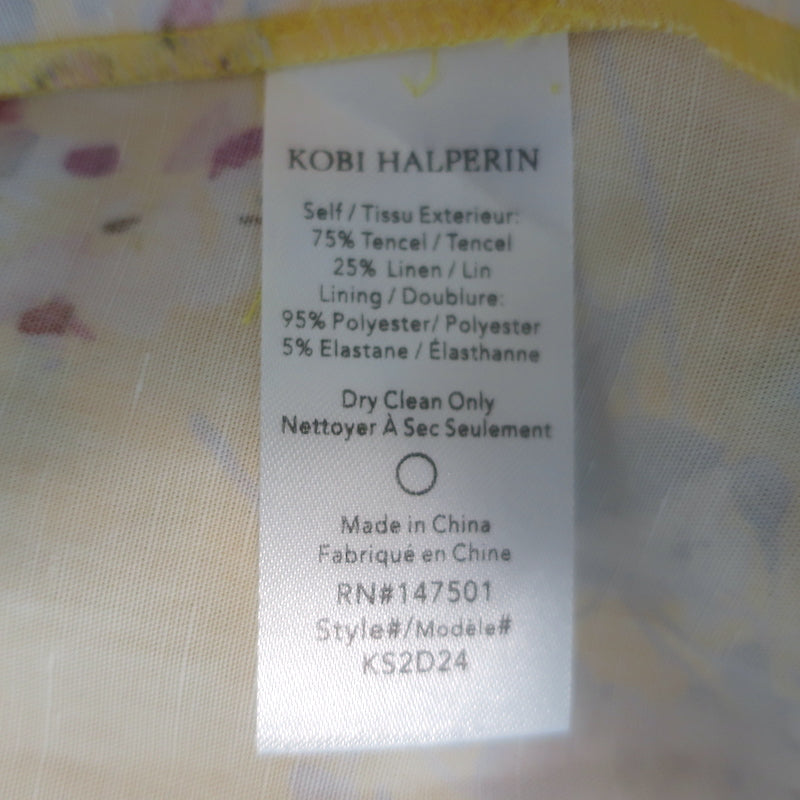 KOBI HALPERIN
Self / Tissu Exterieur:
75% Tencel / Tencel
25% Linen / Lin
Lining / Doublure:
95% Polyester/ Polyester
5% Elastane / Élasthanne
Dry Clean Only
Nettoyer À Sec Seulement
Made in China
Fabriqué en Chine
RN#147501
Style#/Modèle#
KS2D24